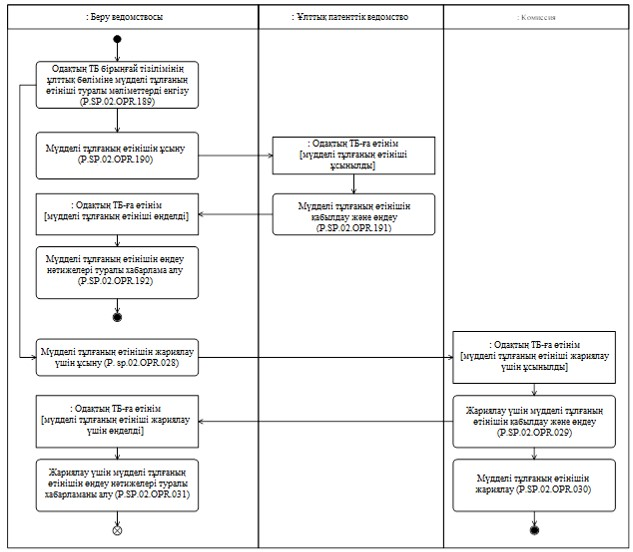 : Беру ведомствосы
: Ұлттық патенттік ведомство
: Комиссия
Одақтың ТБ бірыңғай тізілімінің
ұлттық бөліміне мүдделі тұлғаның
өтініші туралы мәліметтерді енгізу
(P.SP.02.OPR.189)
Мүдделі тұлғаның өтінішін ұсыну
(P.SP.02.OPR.190)
: Одақтың ТБ-ға өтінім
[мүдделі тұлғаның өтініші
ұсынылды]
: Одақтың ТБ-ға өтінім
[мүдделі тұлғаның өтініші өңделді]
Мүдделі тұлғаның өтінішін
қабылдау және өңдеу
(P.SP.02.OPR.191)
Мүдделі тұлғаның өтінішін өңдеу
нәтижелері туралы хабарлама алу
(P.SP.02.OPR.192)
Мүдделі тұлғаның өтінішін жариялау
үшін ұсыну (P. sp.02.OPR.028)
: Одақтың ТБ-ға өтінім
[мүдделі тұлғаның өтініші жариялау
үшін ұсынылды]
: Одақтың ТБ-ға өтінім
[мүдделі тұлғаның өтініші жариялау
үшін өңделді]
Жариялау үшін мүдделі тұлғаның
өтінішін қабылдау және өңдеу
(P.SP.02.OPR.029)
Жариялау үшін мүдделі тұлғаның
өтінішін өңдеу нәтижелері туралы
хабарламаны алу (P.SP.02.OPR.031)
Мүдделі тұлғаның өтінішін
жариялау (P.SP.02.OPR.030)